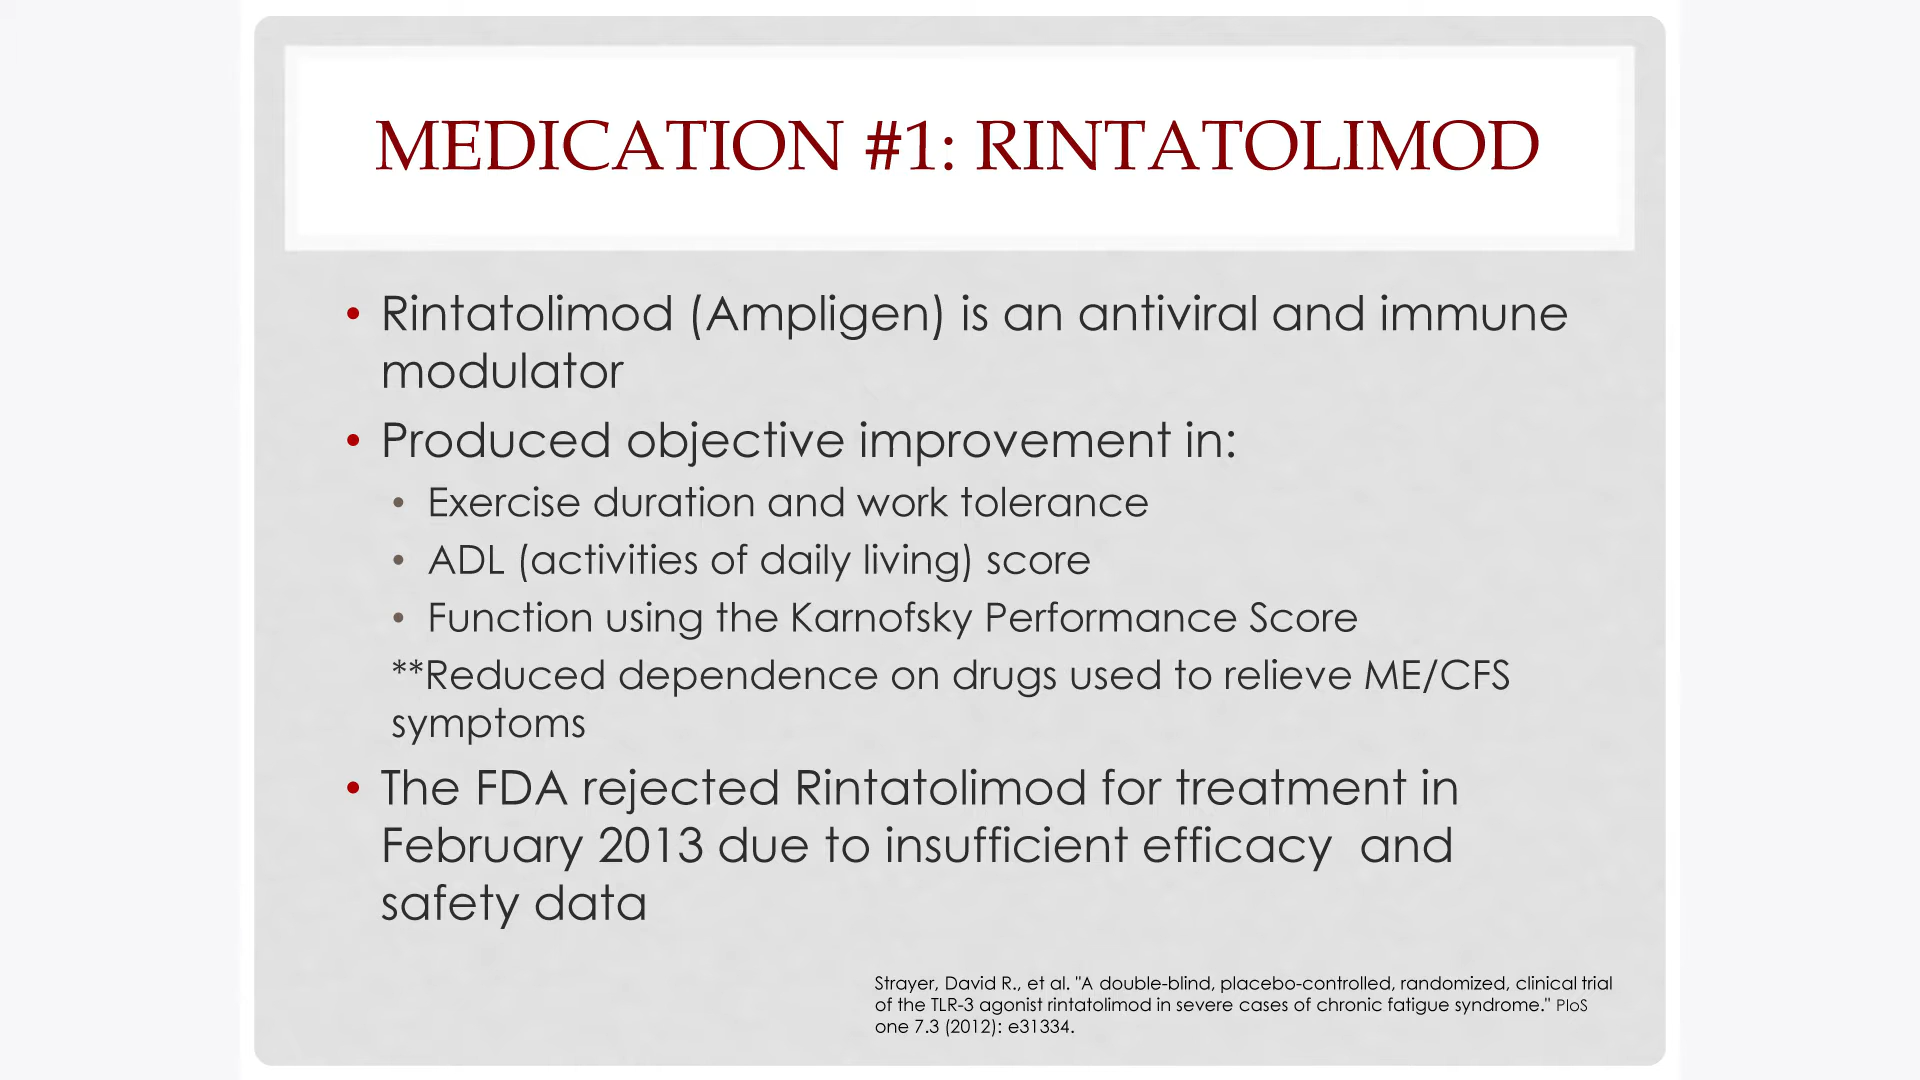 MEDICATION #1: RINTATOLIMOD
• Rintatolimod (Ampligen) is an antiviral and immune
modulator
• Produced objective improvement in:
• Exercise duration and work tolerance
• ADL (activities of daily living) score
• Function using the Karnofsky Performance Score
**Reduced dependence on drugs used to relieve ME/CFS
symptoms
• The FDA rejected Rintatolimod for treatment in
February 2013 due to insufficient efficacy  and
safety data
Strayer, David R., et al. "A double-blind, placebo-controlled, randomized, clinical trial
of the TLR-3 agonist rintatolimod in severe cases of chronic fatigue syndrome." PloS
one 7.3 (2012): e31334.